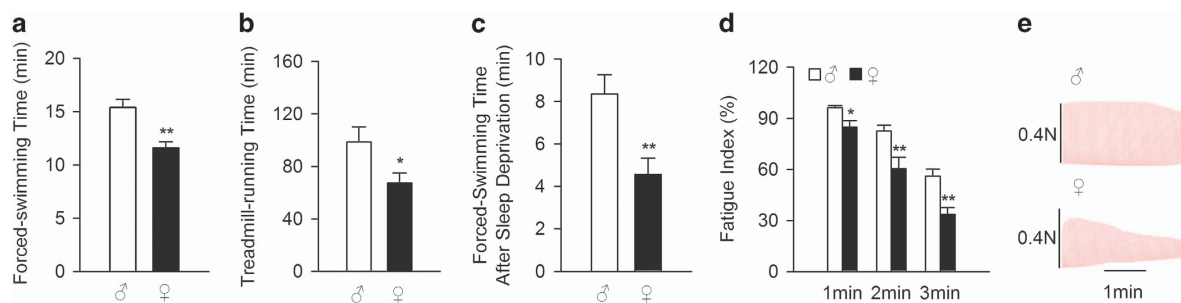 a
Forced-swimming Time (min)
20
15
10
5
0
**
♂ ♀
b
Treadmill-running Time (min)
160
120
80
40
0
*
♂ ♀
c
Forced-Swimming Time
After Sleep Deprivation (min)
10
8
6
4
2
0
**
♂ ♀
d
Fatigue Index (%)
120
90
60
30
0
♂ ♀
*
**
**
1min 2min 3min
e
♂
0.4N
♀
0.4N
1min